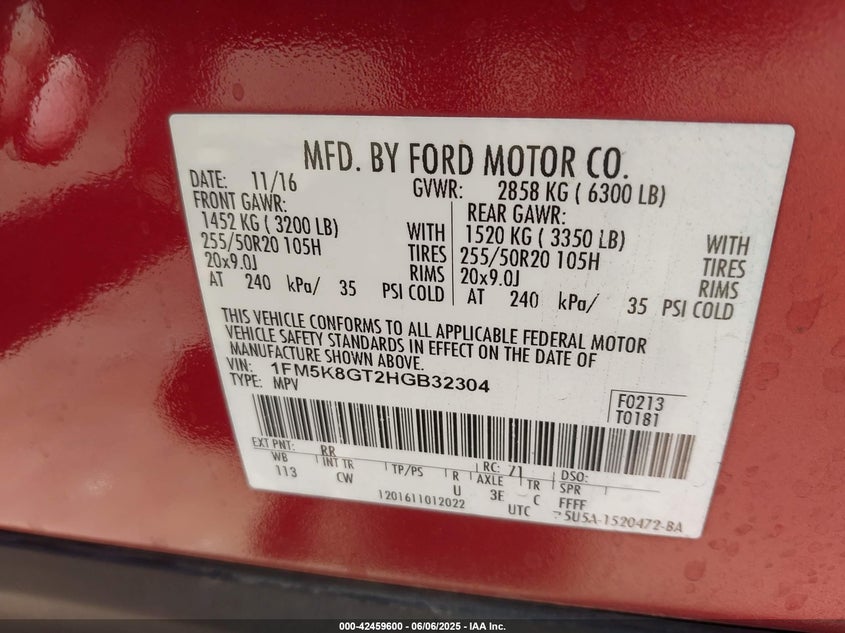 MFD. BY FORD MOTOR CO.
DATE: 11/16 GVWR: 2858 KG ( 6300 LB)
FRONT GAWR: REAR GAWR:
1452 KG ( 3200 LB) WITH 1520 KG ( 3350 LB) WITH
255/50R20 105H TIRES 255/50R20 105H TIRES
20x9.0J RIMS 20x9.0J RIMS
AT 240 kPa/ 35 PSI COLD AT 240 kPa/ 35 PSI COLD
THIS VEHICLE CONFORMS TO ALL APPLICABLE FEDERAL MOTOR
VEHICLE SAFETY STANDARDS IN EFFECT ON THE DATE OF
MANUFACTURE SHOWN ABOVE.
VIN: 1FM5K8GT2HGB32304
TYPE: MPV
F0213
T0181
EXT PNT: RR RC: 71 DSO:
WB INT TR TP/PS R AXLE TR SPR
113 CW U 3E C FFFF
1201611012022 UTC 5U5A-1520472-BA
000-42459600 - 06/06/2025 - IAA Inc.